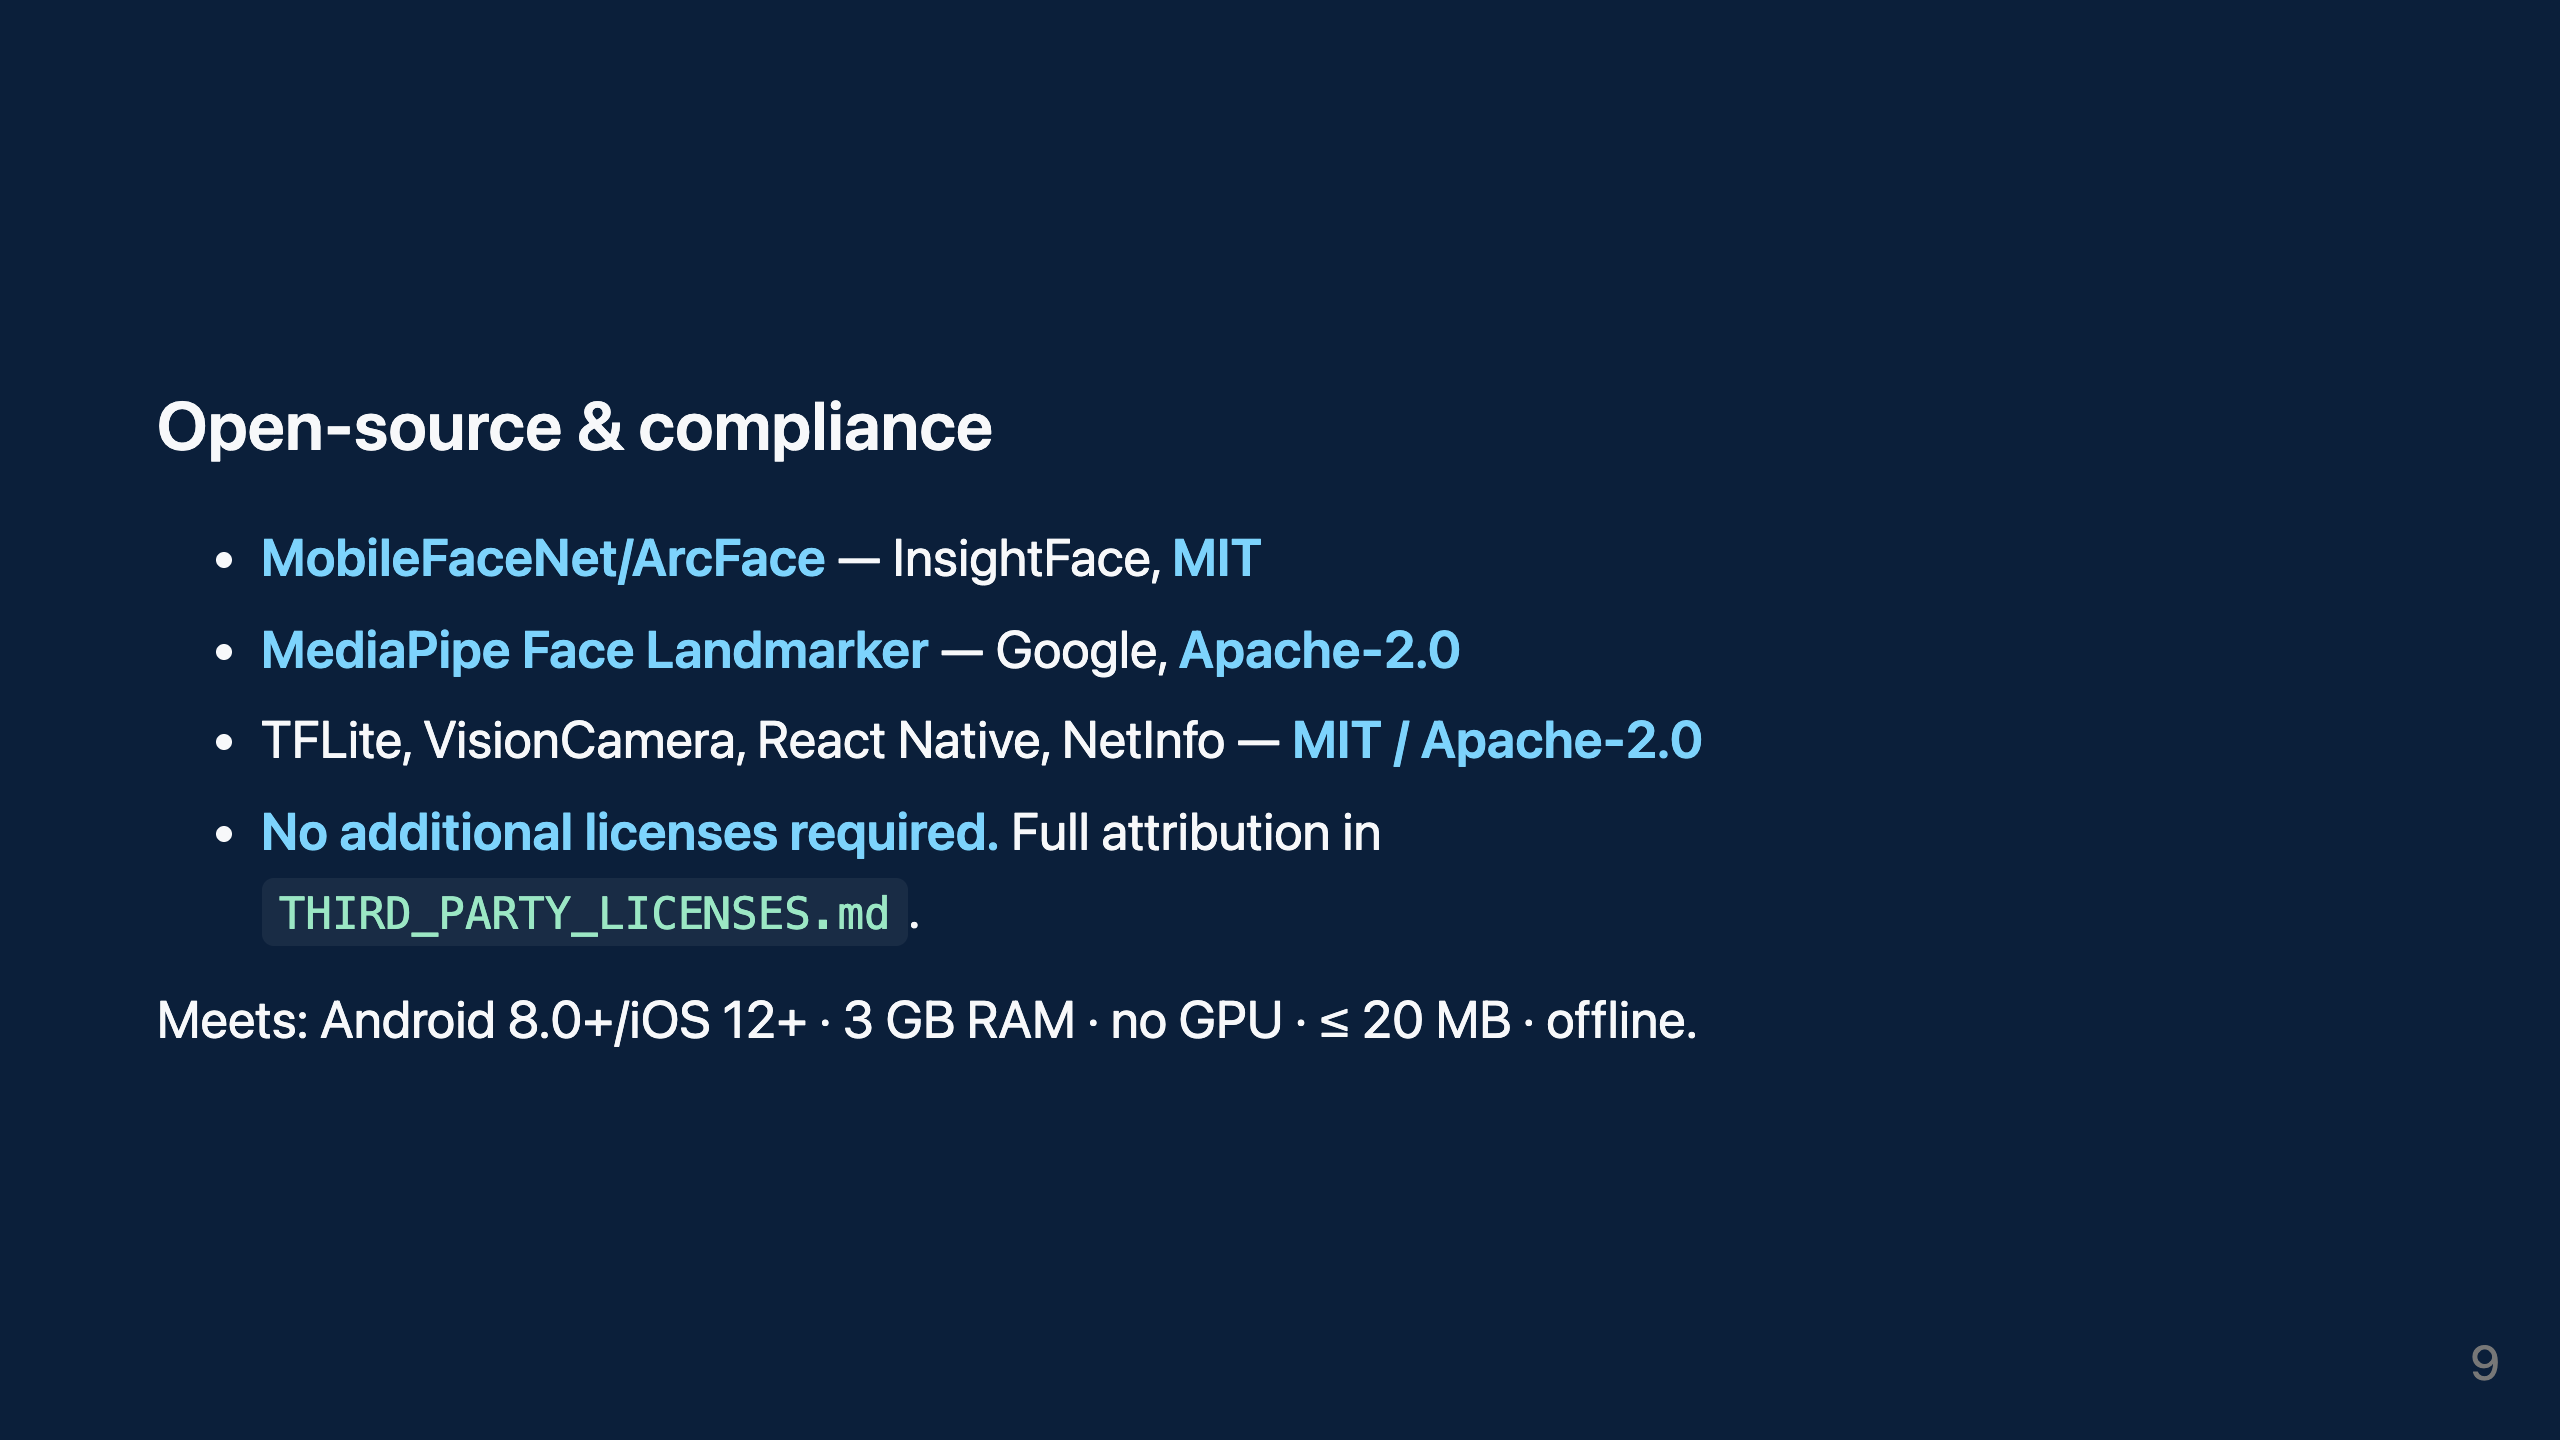 Open-source & compliance
• MobileFaceNet/ArcFace — InsightFace, MIT
• MediaPipe Face Landmarker — Google, Apache-2.0
• TFLite, VisionCamera, React Native, NetInfo — MIT / Apache-2.0
• No additional licenses required. Full attribution in
THIRD_PARTY_LICENSES.md.
Meets: Android 8.0+/iOS 12+ · 3 GB RAM · no GPU · ≤ 20 MB · offline.
9